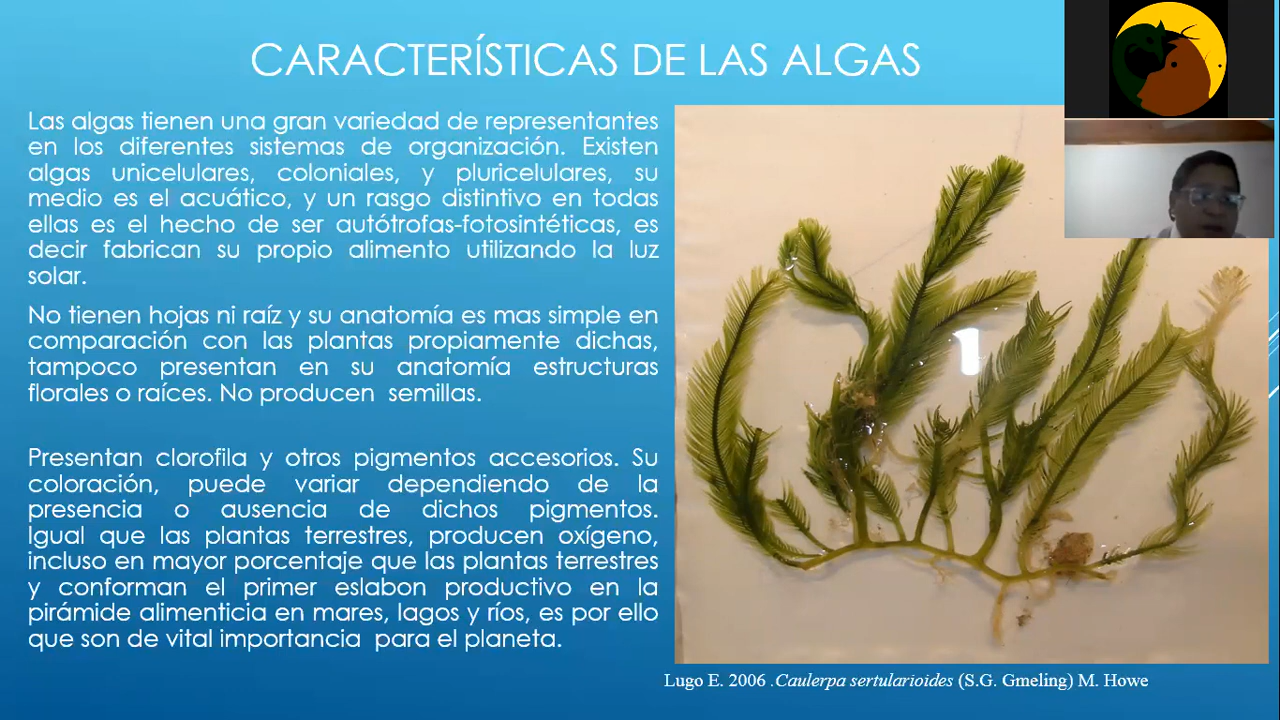 CARACTERÍSTICAS DE LAS ALGAS
Las algas tienen una gran variedad de representantes
en los diferentes sistemas de organización. Existen
algas unicelulares, coloniales, y pluricelulares, su
medio es el acuático, y un rasgo distintivo en todas
ellas es el hecho de ser autótrofas-fotosintéticas, es
decir fabrican su propio alimento utilizando la luz
solar.
No tienen hojas ni raíz y su anatomía es mas simple en
comparación con las plantas propiamente dichas,
tampoco presentan en su anatomía estructuras
florales o raíces. No producen semillas.
Presentan clorofila y otros pigmentos accesorios. Su
coloración, puede variar dependiendo de la
presencia o ausencia de dichos pigmentos.
Igual que las plantas terrestres, producen oxígeno,
incluso en mayor porcentaje que las plantas terrestres
y conforman el primer eslabon productivo en la
pirámide alimenticia en mares, lagos y ríos, es por ello
que son de vital importancia para el planeta.
Lugo E. 2006 .Caulerpa sertularioides (S.G. Gmeling) M. Howe